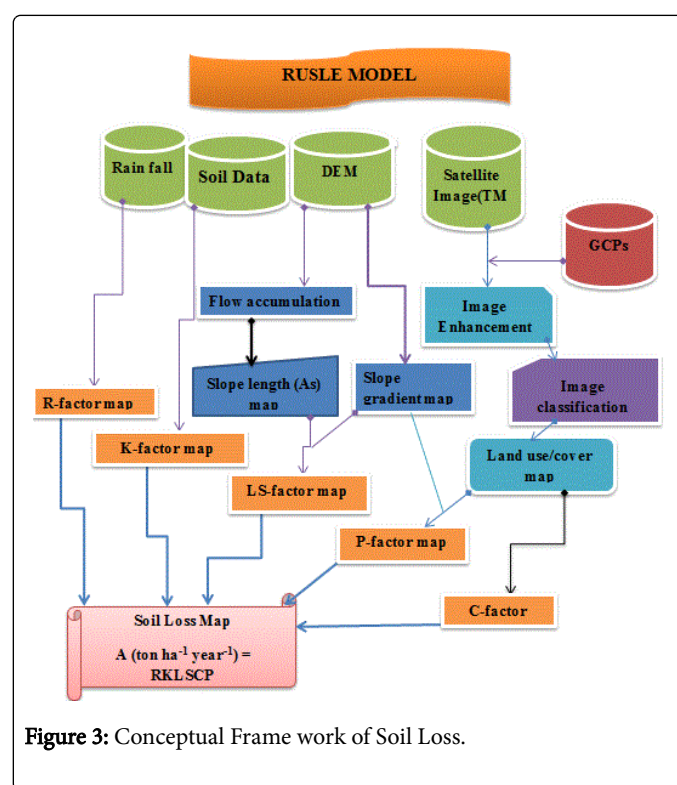 RUSLE MODEL
Rain fall
Soil Data
DEM
Satellite
Image(TM
GCPs
Flow accumulation
Image
Enhancement
Slope length (As)
map
Slope
gradient map
Image
classification
R-factor map
K-factor map
Land use/cover
map
LS-factor map
P-factor map
C-factor
Soil Loss Map
A (ton ha⁻¹ year⁻¹) =
RKLSCP
Figure 3: Conceptual Frame work of Soil Loss.